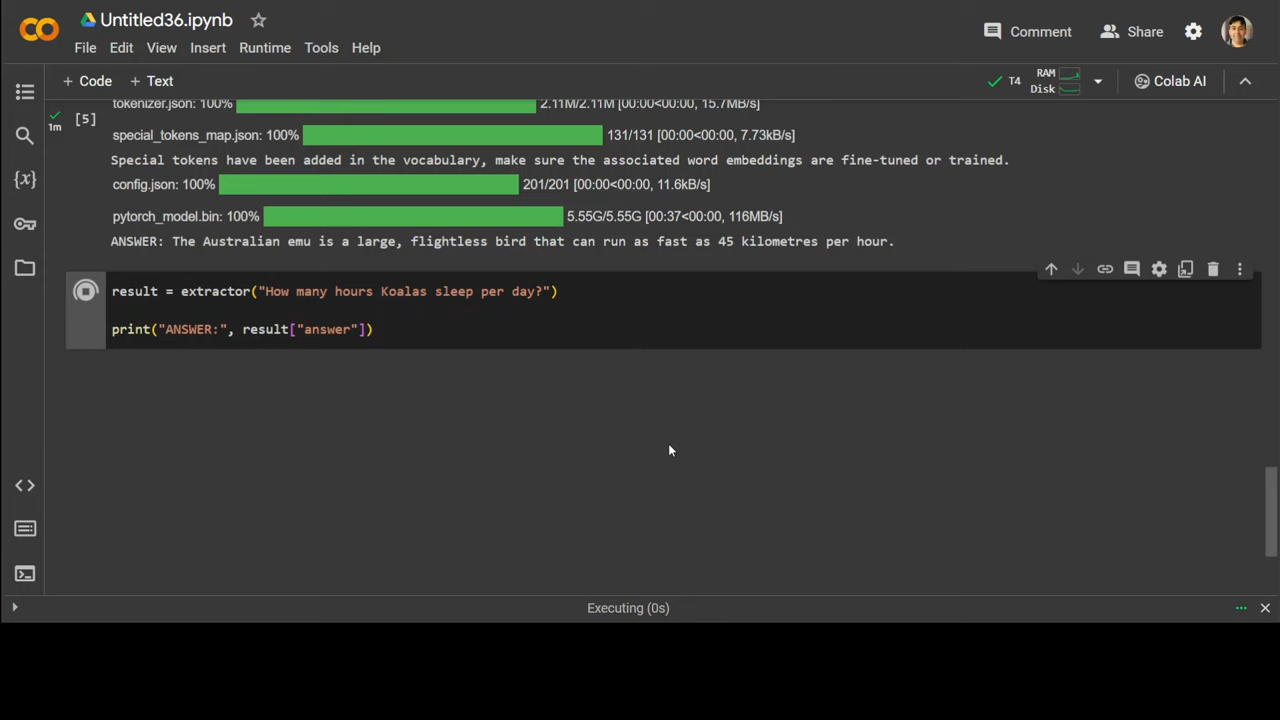 Untitled36.ipynb
File Edit View Insert Runtime Tools Help
Comment Share
+ Code + Text
T4 RAM Disk Colab AI
tokenizer.json: 100% 2.11M/2.11M [00:00<00:00, 15.7MB/s]
1m [5]
special_tokens_map.json: 100% 131/131 [00:00<00:00, 7.73kB/s]
Special tokens have been added in the vocabulary, make sure the associated word embeddings are fine-tuned or trained.
config.json: 100% 201/201 [00:00<00:00, 11.6kB/s]
pytorch_model.bin: 100% 5.55G/5.55G [00:37<00:00, 116MB/s]
ANSWER: The Australian emu is a large, flightless bird that can run as fast as 45 kilometres per hour.
result = extractor("How many hours Koalas sleep per day?")
print("ANSWER:", result["answer"])
Executing (0s)